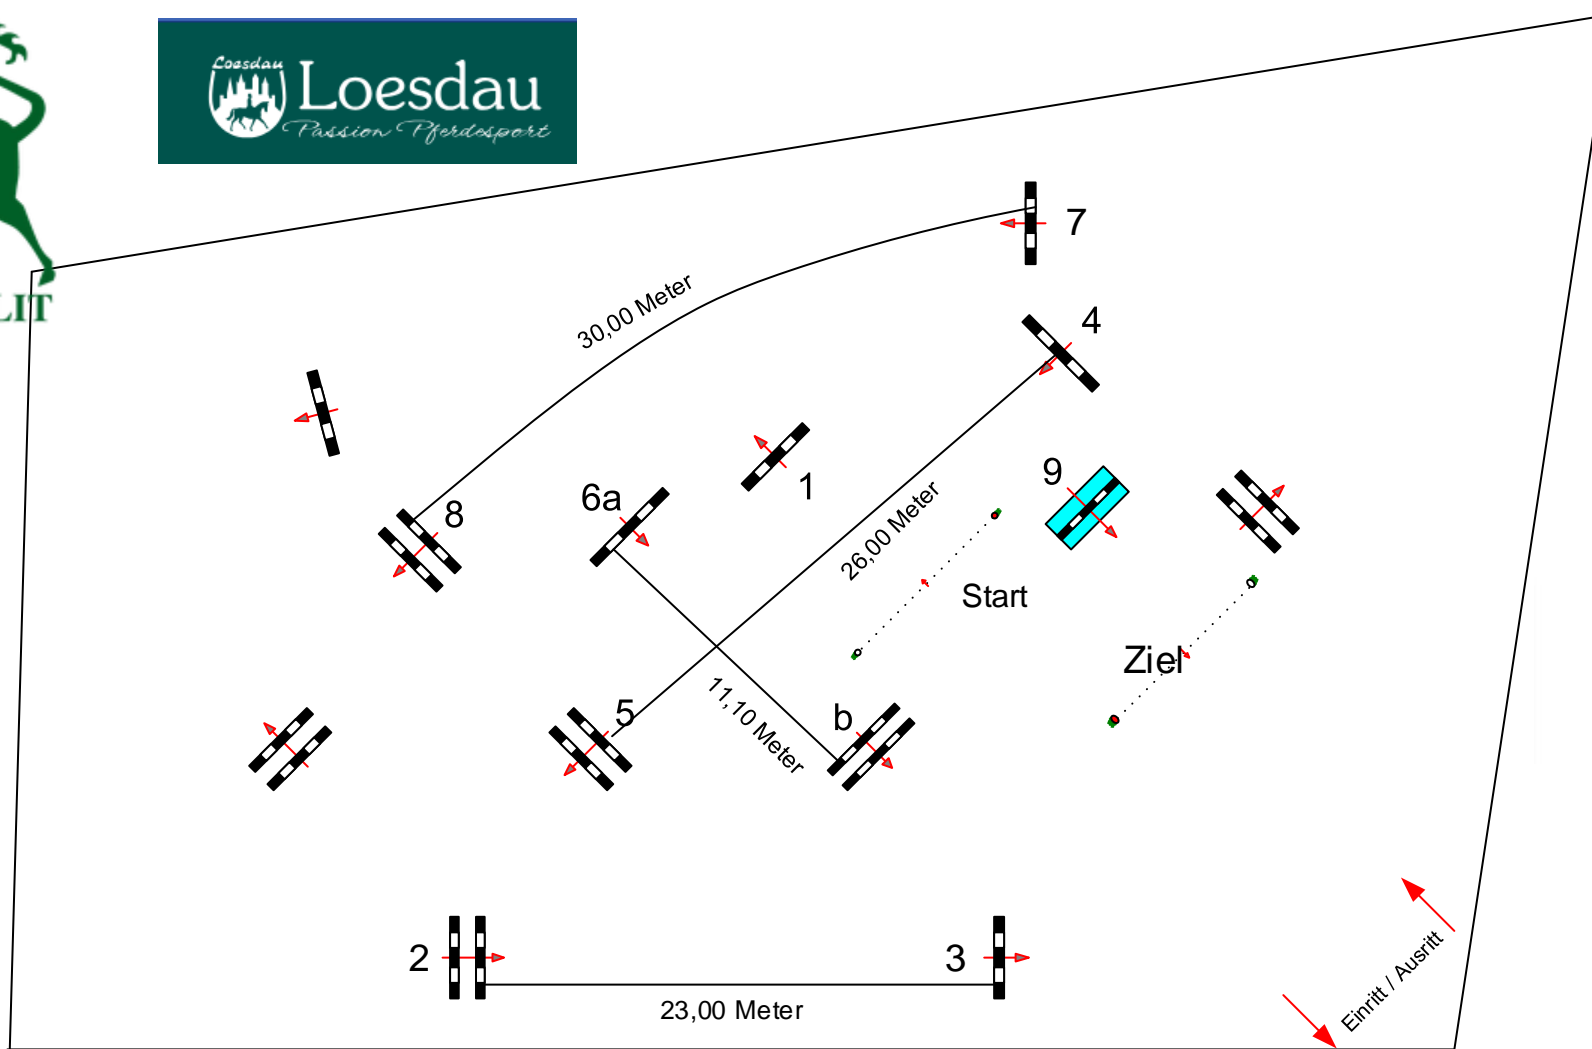 Loesdau
Loesdau
Passion Pferdesport
LIT
7
30,00 Meter
4
1
9
6a
8
26,00 Meter
Start
Ziel
5
b
11,10 Meter
2
3
23,00 Meter
Einritt / Ausritt